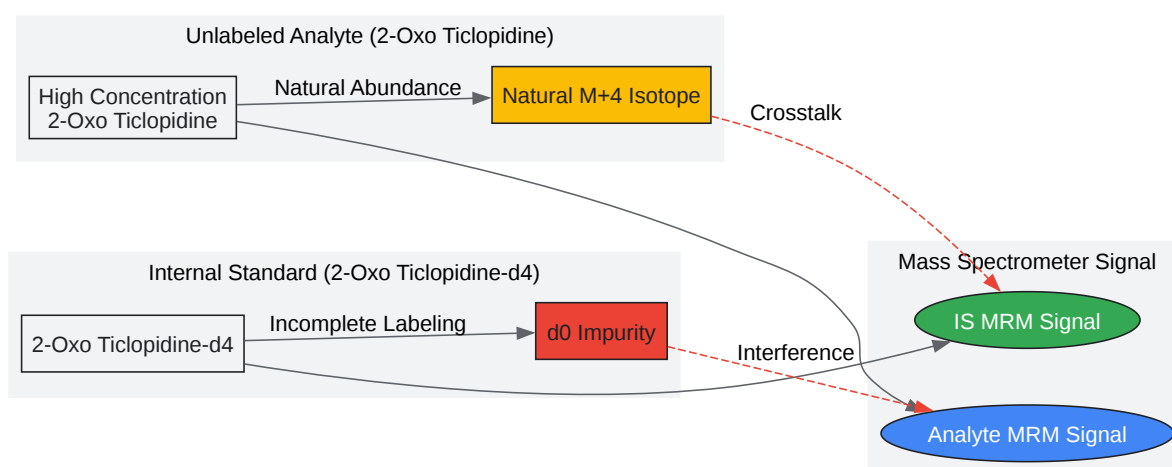 Unlabeled Analyte (2-Oxo Ticlopidine)
High Concentration
2-Oxo Ticlopidine
Natural Abundance
Natural M+4 Isotope
Crosstalk
Internal Standard (2-Oxo Ticlopidine-d4)
2-Oxo Ticlopidine-d4
Incomplete Labeling
d0 Impurity
Interference
Mass Spectrometer Signal
IS MRM Signal
Analyte MRM Signal